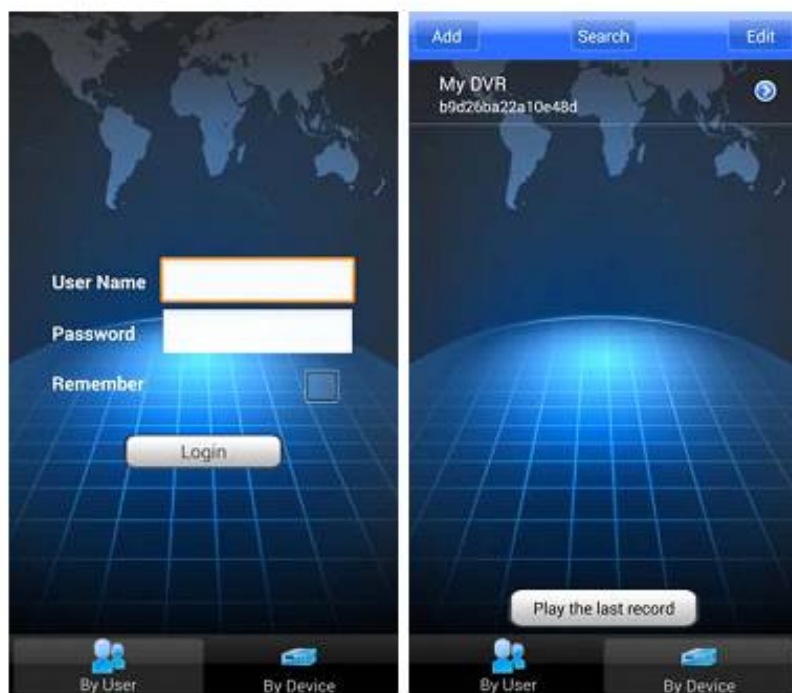 User Name
Password
Remember
Login
By User
By Device
Add
Search
Edit
My DVR
b9d26ba22a10e48d
Play the last record
By User
By Device